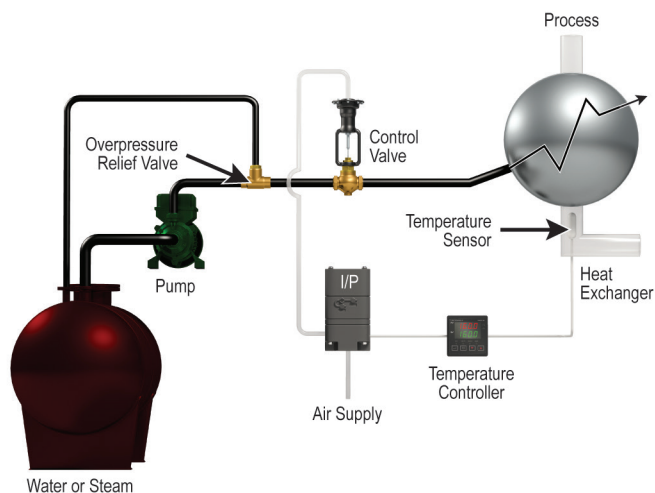 Process
Overpressure
Relief Valve
Control
Valve
Temperature
Sensor
Pump
I/P
Heat
Exchanger
Temperature
Controller
Air Supply
Water or Steam